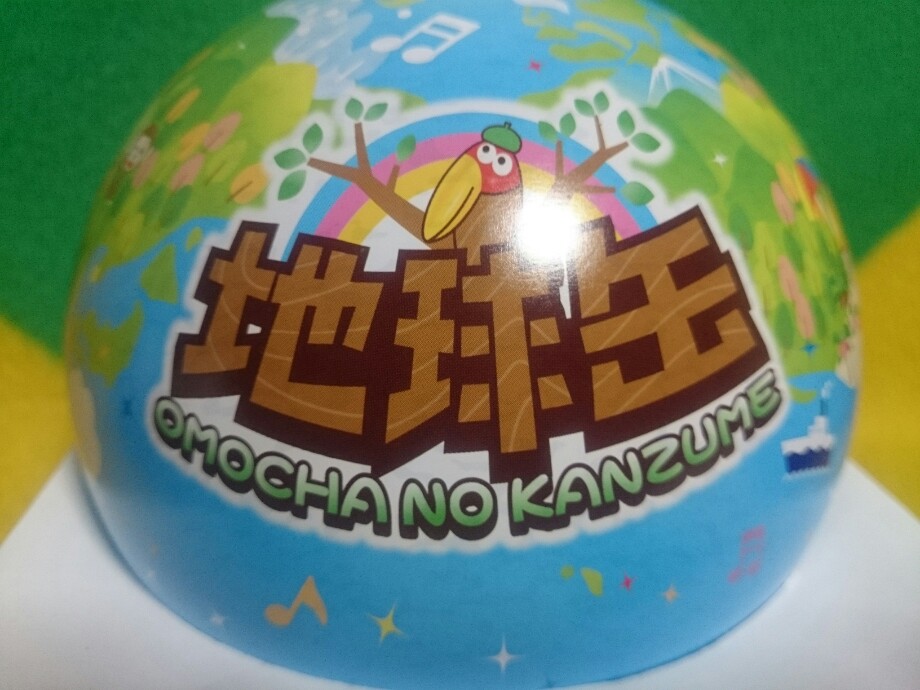 地球缶
OMOCHA NO KANZUME